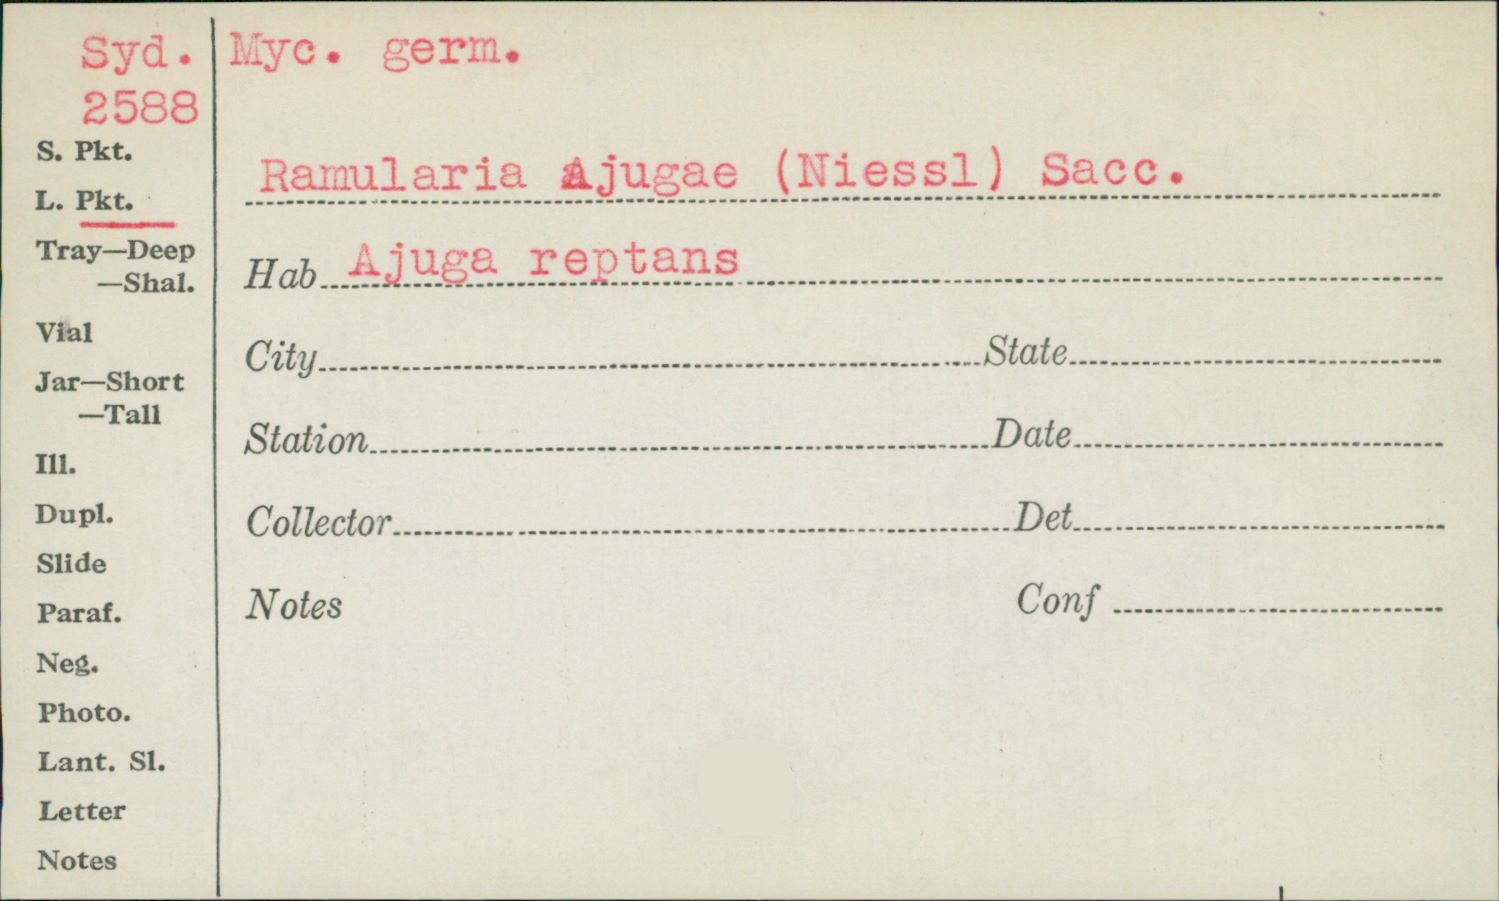 Syd. Myc. germ.
2588
S. Pkt.
L. Pkt.
Tray—Deep
—Shal.
Vial
Jar—Short
—Tall
Ill.
Dupl.
Slide
Paraf.
Neg.
Photo.
Lant. Sl.
Letter
Notes
Ramularia Ajugae (Niessl) Sacc.
Hab Ajuga reptans
City State
Station Date
Collector Det
Notes Conf